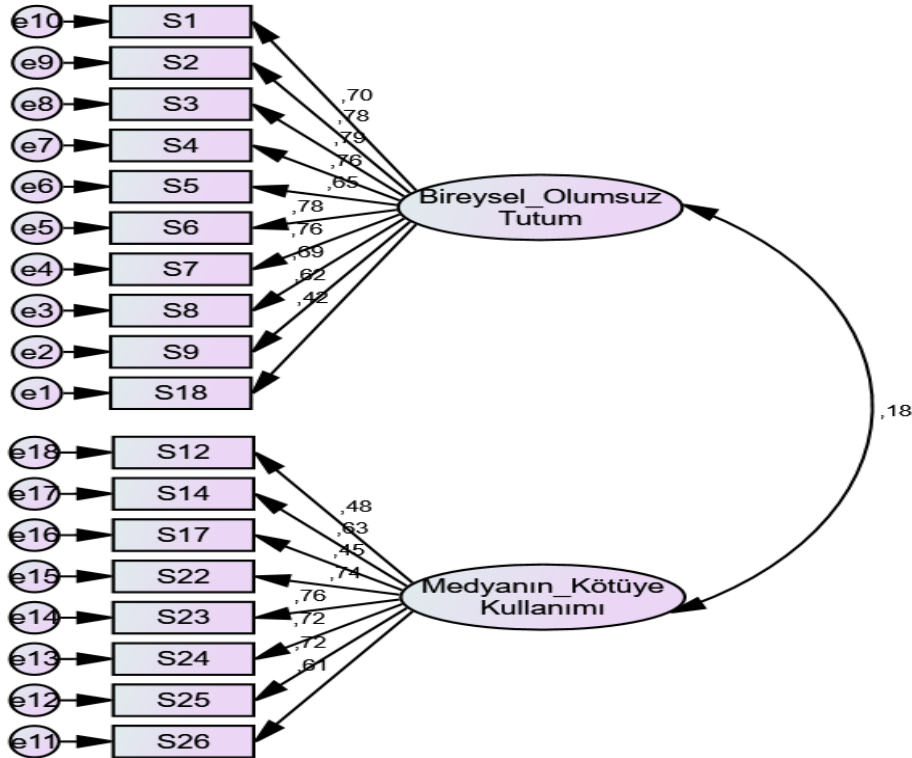 e10 S1
e9 S2
e8 S3
e7 S4
e6 S5
e5 S6
e4 S7
e3 S8
e2 S9
e1 S18
,70
,78
,79
,76
,65
,78
,76
,69
,62
,42
Bireysel_Olumsuz
Tutum
,18
e18 S12
e17 S14
e16 S17
e15 S22
e14 S23
e13 S24
e12 S25
e11 S26
,48
,63
,45
,74
,76
,72
,72
,61
Medyanın_Kötüye
Kullanımı